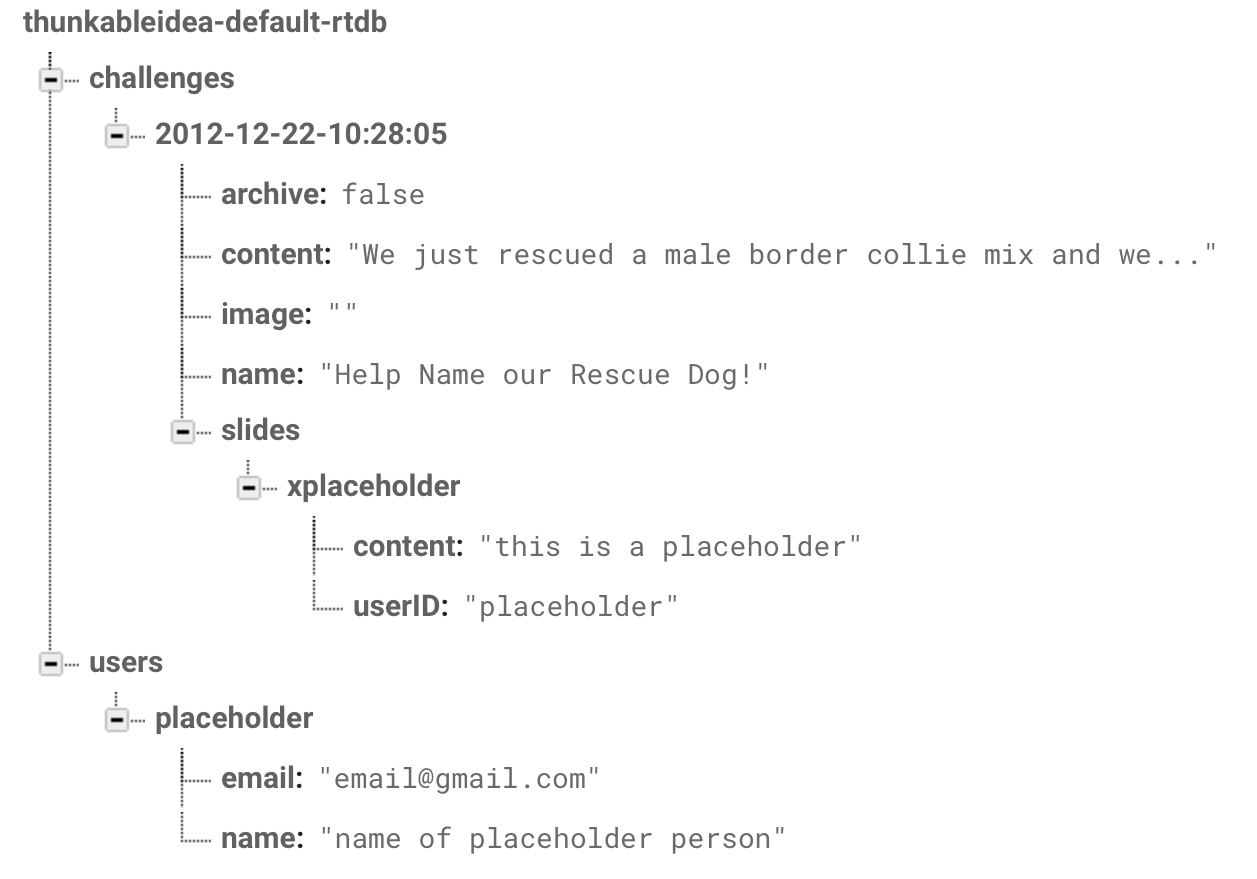 thunkableidea-default-rtdb
challenges
2012-12-22-10:28:05
archive: false
content: "We just rescued a male border collie mix and we..."
image: ""
name: "Help Name our Rescue Dog!"
slides
xplaceholder
content: "this is a placeholder"
userID: "placeholder"
users
placeholder
email: "email@gmail.com"
name: "name of placeholder person"